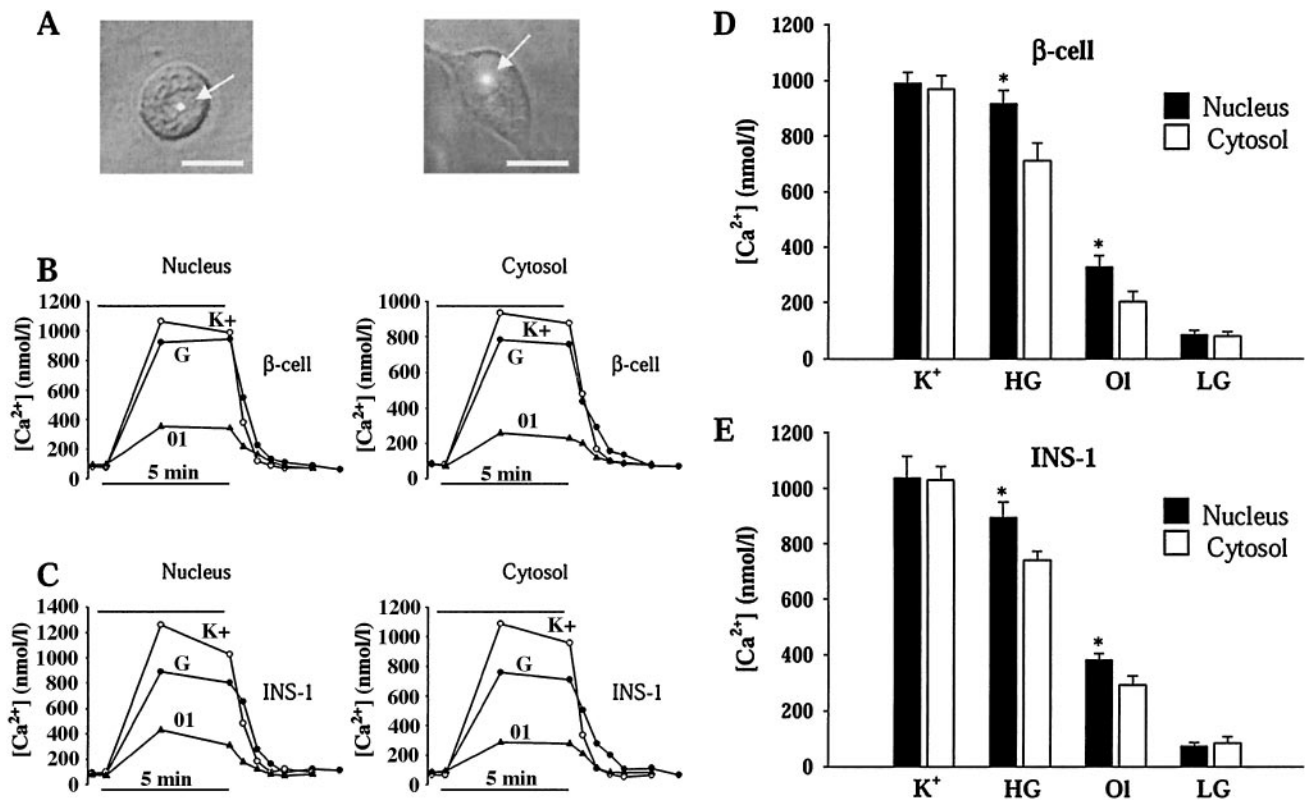 A
B
Nucleus
Cytosol
[Ca²⁺] (nmol/l)
1200
1000
800
600
400
200
0
K+
G
01
5 min
β-cell
[Ca²⁺] (nmol/l)
1000
800
600
400
200
0
K+
G
01
5 min
β-cell
C
Nucleus
Cytosol
[Ca²⁺] (nmol/l)
1400
1200
1000
800
600
400
200
0
K+
G
01
5 min
INS-1
[Ca²⁺] (nmol/l)
1200
1000
800
600
400
200
0
K+
G
01
5 min
INS-1
D
β-cell
[Ca²⁺] (nmol/l)
1200
1000
800
600
400
200
0
* *
Nucleus
Cytosol
K⁺ HG Ol LG
E
INS-1
[Ca²⁺] (nmol/l)
1200
1000
800
600
400
200
0
* *
Nucleus
Cytosol
K⁺ HG Ol LG